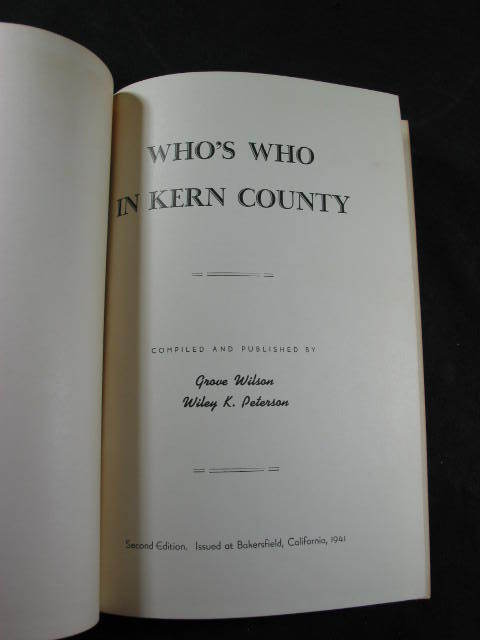 WHO'S WHO
IN KERN COUNTY
COMPILED AND PUBLISHED BY
Grove Wilson
Wiley K. Peterson
Second Edition. Issued at Bakersfield, California, 1941